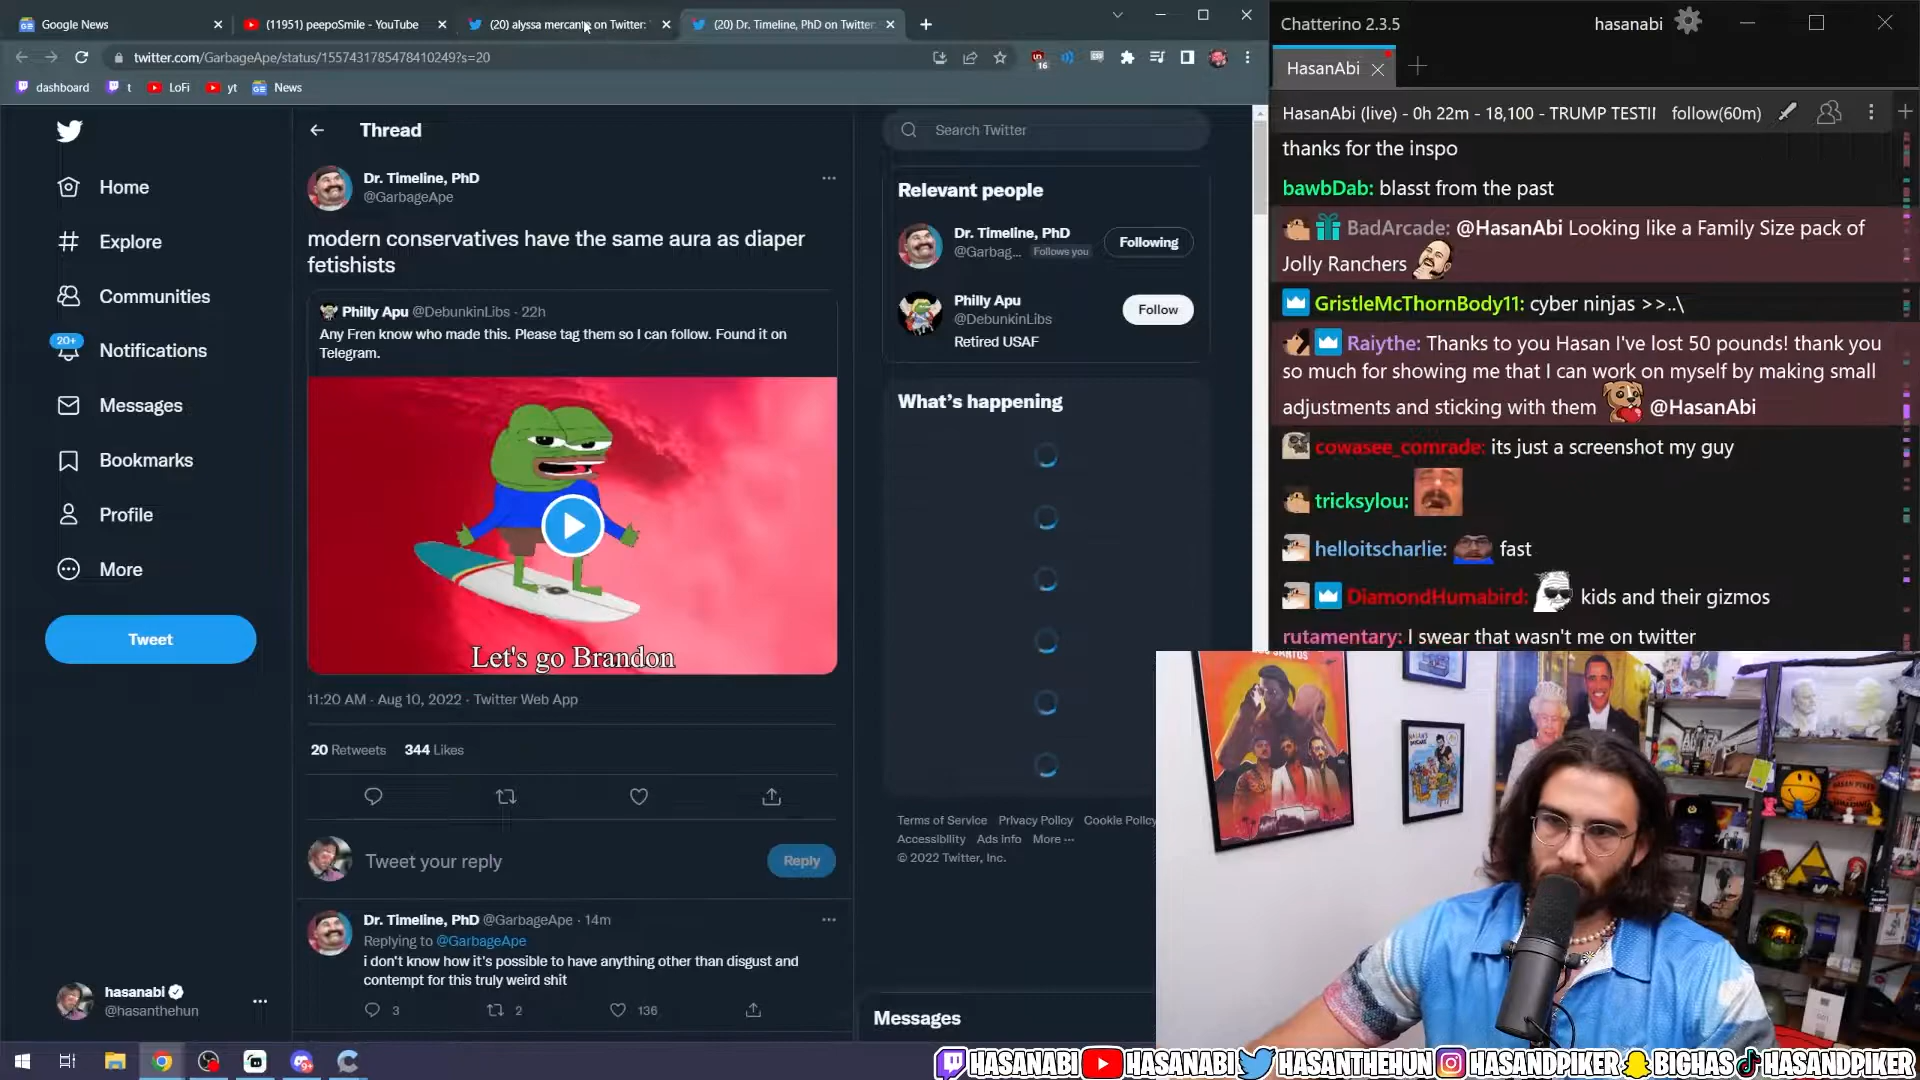 Google News
(11951) peepoSmile - YouTube
(20) alyssa mercante on Twitter:
(20) Dr. Timeline, PhD on Twitter:
twitter.com/GarbageApe/status/1557431785478410249?s=20
16
dashboard
t
LoFi
yt
News
Home
Explore
Communities
20+
Notifications
Messages
Bookmarks
Profile
More
Tweet
hasanabi
@hasanthehun
Thread
Dr. Timeline, PhD
@GarbageApe
modern conservatives have the same aura as diaper
fetishists
Philly Apu @DebunkinLibs · 22h
Any Fren know who made this. Please tag them so I can follow. Found it on
Telegram.
Let's go Brandon
11:20 AM · Aug 10, 2022 · Twitter Web App
20 Retweets 344 Likes
Tweet your reply
Reply
Dr. Timeline, PhD @GarbageApe · 14m
Replying to @GarbageApe
i don't know how it's possible to have anything other than disgust and
contempt for this truly weird shit
3
2
136
Search Twitter
Relevant people
Dr. Timeline, PhD
@Garbag... Follows you
Following
Philly Apu
@DebunkinLibs
Follow
Retired USAF
What's happening
Terms of Service Privacy Policy Cookie Policy
Accessibility Ads info More ···
© 2022 Twitter, Inc.
Messages
Chatterino 2.3.5
hasanabi
HasanAbi
HasanAbi (live) - 0h 22m - 18,100 - TRUMP TESTII
follow(60m)
thanks for the inspo
bawbDab: blasst from the past
BadArcade: @HasanAbi Looking like a Family Size pack of
Jolly Ranchers
GristleMcThornBody11: cyber ninjas >>..\
Raiythe: Thanks to you Hasan I've lost 50 pounds! thank you
so much for showing me that I can work on myself by making small
adjustments and sticking with them @HasanAbi
cowasee_comrade: its just a screenshot my guy
tricksylou:
helloitscharlie: fast
DiamondHumabird: kids and their gizmos
rutamentary: I swear that wasn't me on twitter
HASANABI HASANABI HASANTHEHUN HASANDPIKER BIGHAS HASANDPIKER